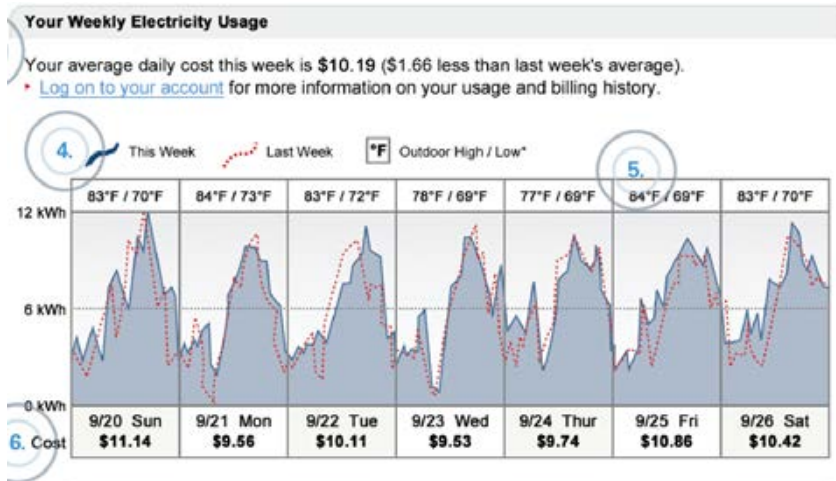 Your Weekly Electricity Usage
Your average daily cost this week is $10.19 ($1.66 less than last week's average).
Log on to your account for more information on your usage and billing history.
4. This Week Last Week °F Outdoor High / Low*
5.
83°F / 70°F 84°F / 73°F 83°F / 72°F 78°F / 69°F 77°F / 69°F 84°F / 69°F 83°F / 70°F
12 kWh
6 kWh
0 kWh
9/20 Sun 9/21 Mon 9/22 Tue 9/23 Wed 9/24 Thur 9/25 Fri 9/26 Sat
6. Cost $11.14 $9.56 $10.11 $9.53 $9.74 $10.86 $10.42